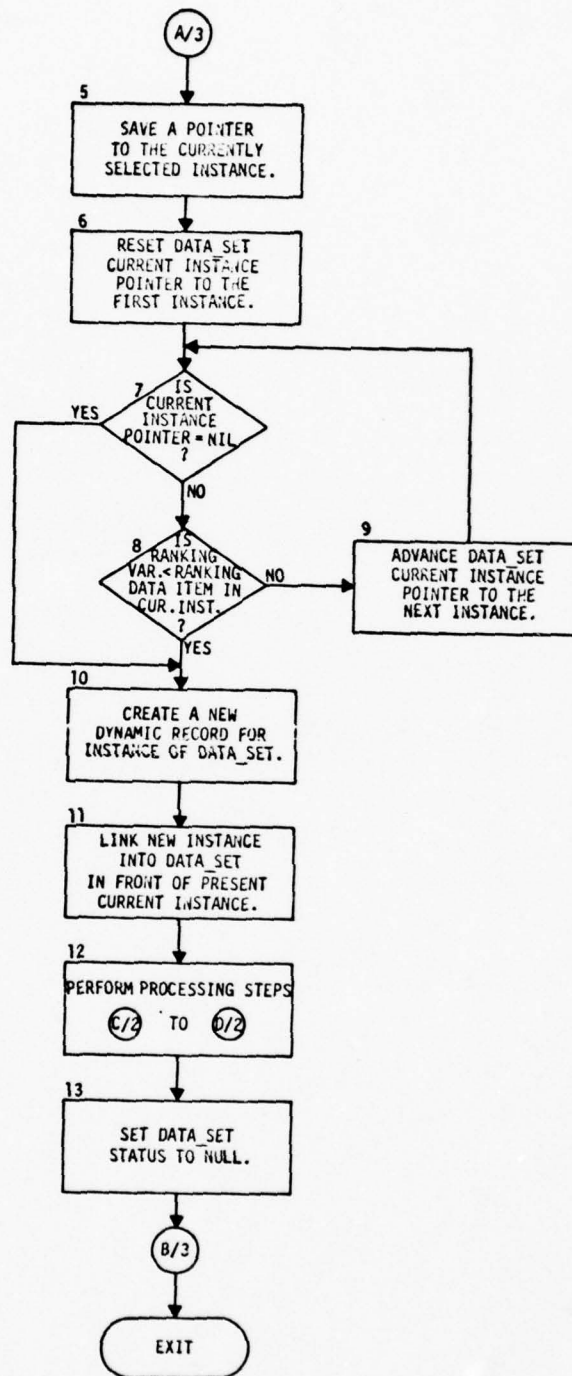 A/3
5
SAVE A POINTER
TO THE CURRENTLY
SELECTED INSTANCE.
6
RESET DATA_SET
CURRENT INSTANCE
POINTER TO THE
FIRST INSTANCE.
7
IS
CURRENT
INSTANCE
POINTER = NIL
?
YES
NO
8
IS
RANKING
VAR.<RANKING
DATA ITEM IN
CUR.INST.
?
NO
YES
9
ADVANCE DATA_SET
CURRENT INSTANCE
POINTER TO THE
NEXT INSTANCE.
10
CREATE A NEW
DYNAMIC RECORD FOR
INSTANCE OF DATA_SET.
11
LINK NEW INSTANCE
INTO DATA_SET
IN FRONT OF PRESENT
CURRENT INSTANCE.
12
PERFORM PROCESSING STEPS
C/2 TO D/2
13
SET DATA_SET
STATUS TO NULL.
B/3
EXIT